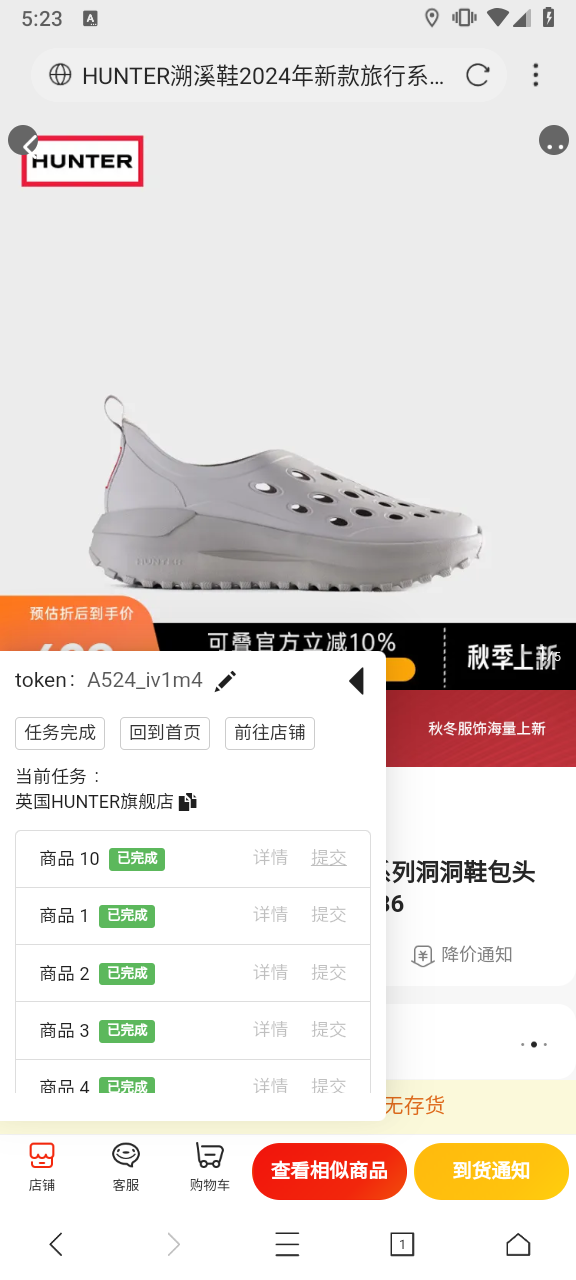 5:23
A
HUNTER溯溪鞋2024年新款旅行系...
HUNTER
HUNTER
预估折后到手价
可叠官方立减10%
秋季上新
token: A524_iv1m4
秋冬服饰海量上新
任务完成 回到首页 前往店铺
当前任务：
英国HUNTER旗舰店
商品 10 已完成 详情 提交
系列洞洞鞋包头
商品 1 已完成 详情 提交
降价通知
商品 2 已完成 详情 提交
商品 3 已完成 详情 提交
商品 4 已完成 详情 提交
无存货
店铺 客服 购物车 查看相似商品 到货通知
1